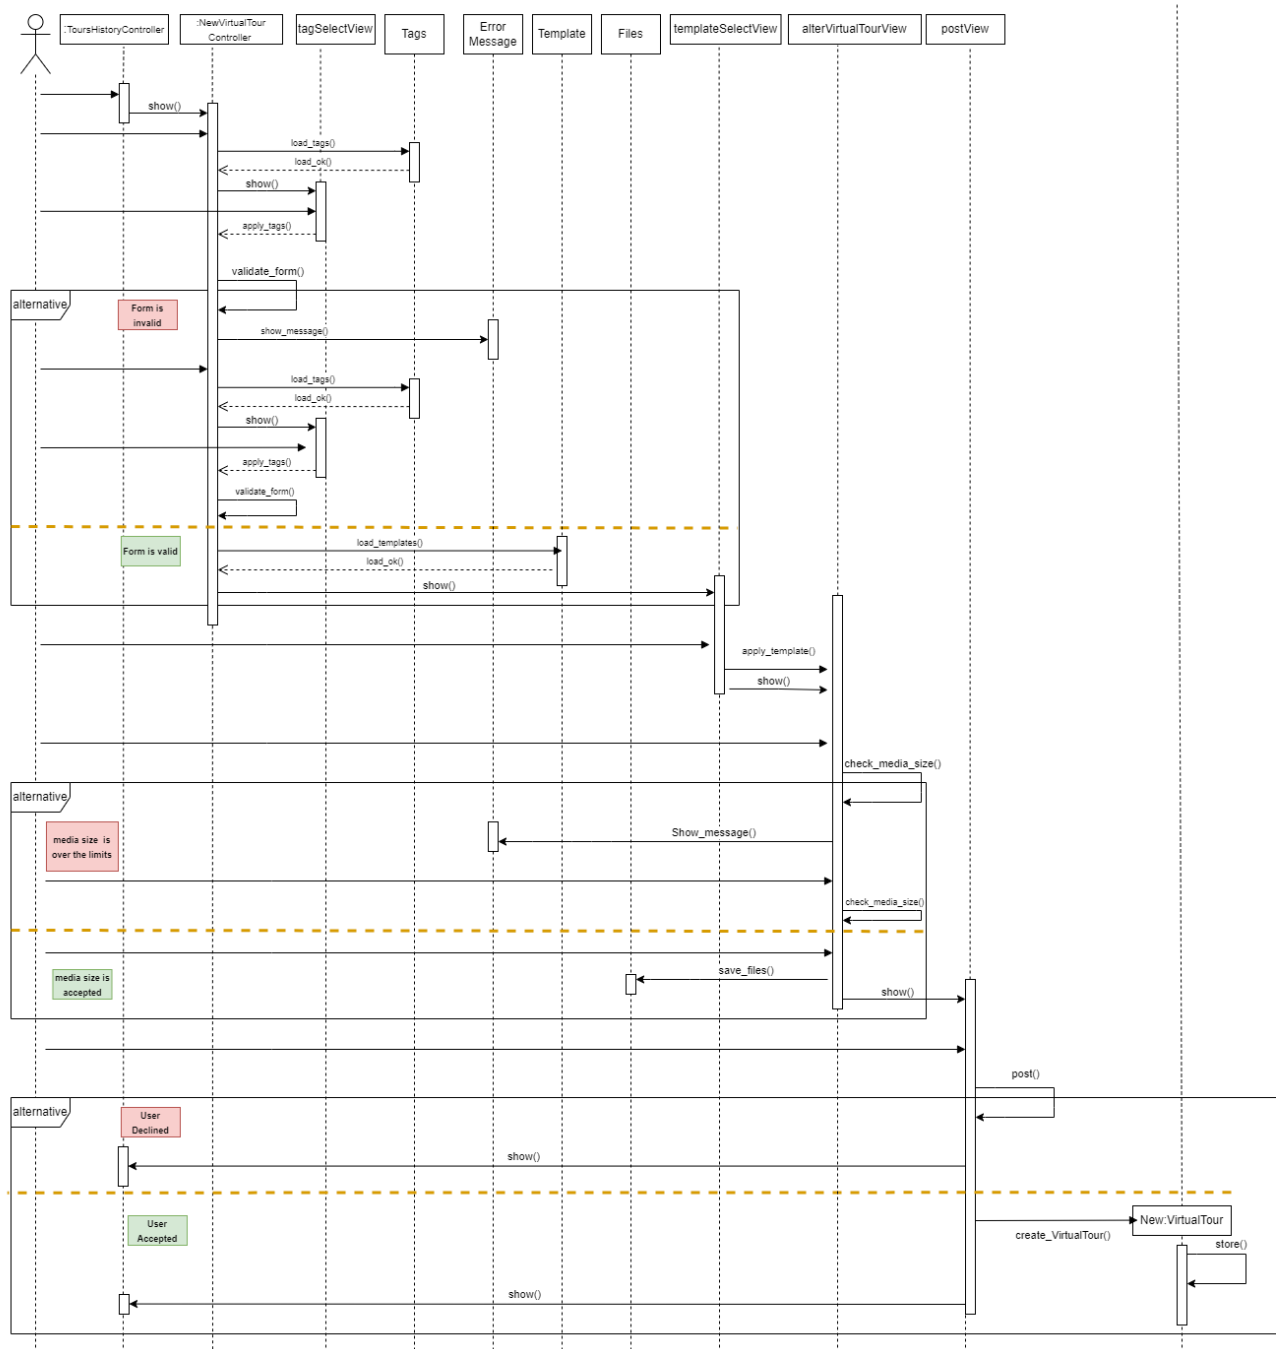 :ToursHistoryController
:NewVirtualTour
Controller
tagSelectView
Tags
Error
Message
Template
Files
templateSelectView
alterVirtualTourView
postView
show()
load_tags()
load_ok()
show()
apply_tags()
validate_form()
alternative
Form is
invalid
show_message()
load_tags()
load_ok()
show()
apply_tags()
validate_form()
Form is valid
load_templates()
load_ok()
show()
apply_template()
show()
check_media_size()
alternative
media size is
over the limits
Show_message()
check_media_size()
media size is
accepted
save_files()
show()
post()
alternative
User
Declined
show()
User
Accepted
New:VirtualTour
create_VirtualTour()
store()
show()